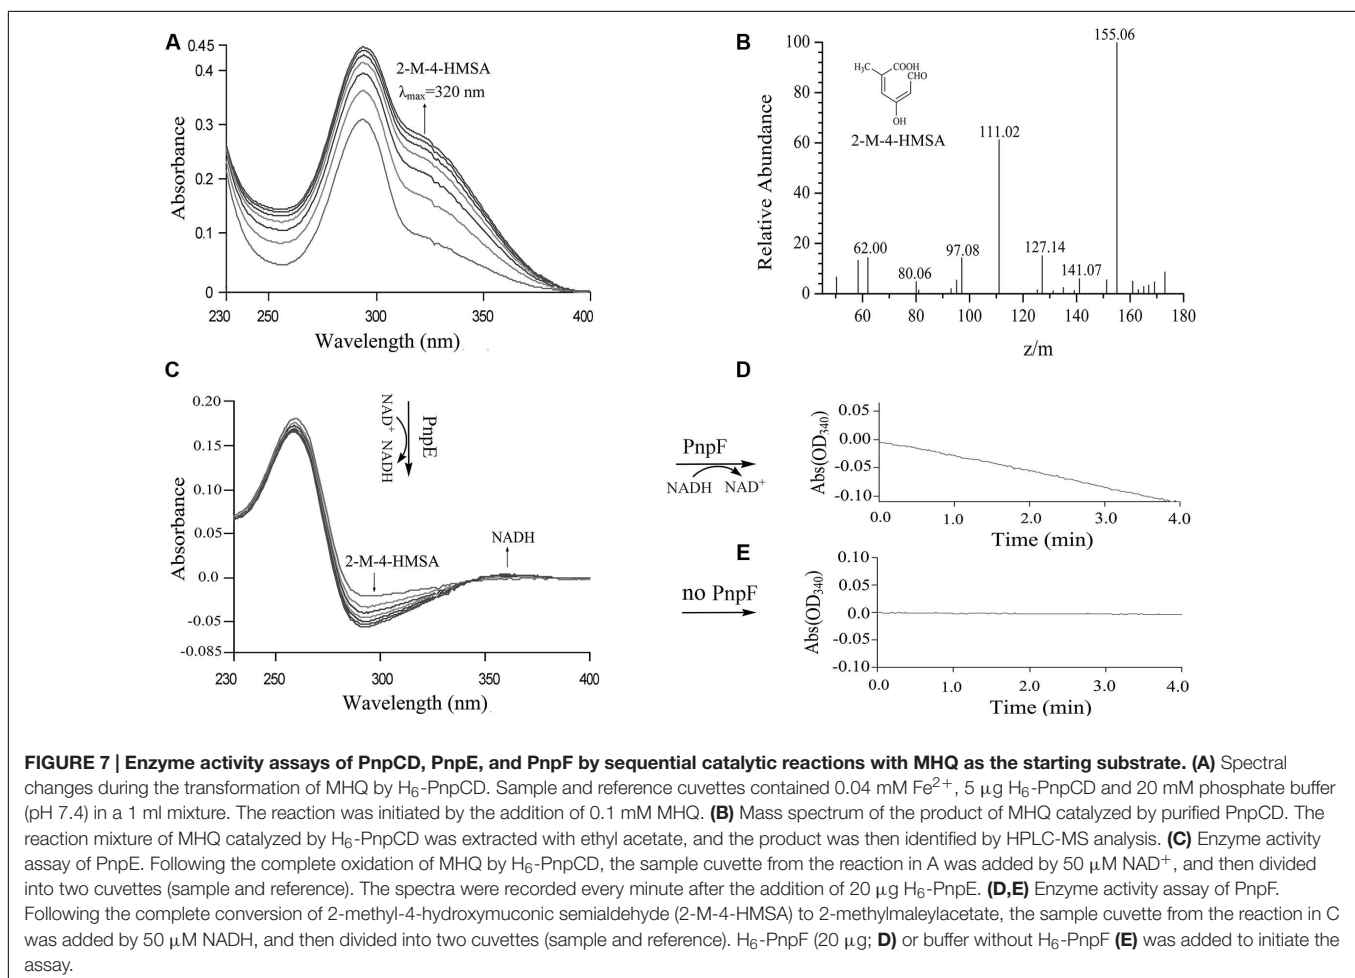 A
0.45
0.4
0.3
0.2
0.1
0
Absorbance
2-M-4-HMSA
λmax=320 nm
230
250
300
350
400
Wavelength (nm)
B
100
80
60
40
20
0
Relative Abundance
H₃C
COOH
CHO
OH
2-M-4-HMSA
155.06
111.02
62.00
80.06
97.08
127.14
141.07
60
80
100
120
140
160
180
z/m
C
0.20
0.15
0.10
0.05
0.0
-0.05
-0.085
Absorbance
NAD⁺ NADH
PnpE
2-M-4-HMSA
NADH
230
250
300
350
400
Wavelength (nm)
PnpF
NADH NAD⁺
D
0.05
0.00
-0.05
-0.10
Abs(OD₃₄₀)
0.0
1.0
2.0
3.0
4.0
Time (min)
no PnpF
E
0.10
0.05
0.0
-0.05
-0.10
Abs(OD₃₄₀)
0.0
1.0
2.0
3.0
4.0
Time (min)
FIGURE 7 | Enzyme activity assays of PnpCD, PnpE, and PnpF by sequential catalytic reactions with MHQ as the starting substrate. (A) Spectral
changes during the transformation of MHQ by H₆-PnpCD. Sample and reference cuvettes contained 0.04 mM Fe²⁺, 5 μg H₆-PnpCD and 20 mM phosphate buffer
(pH 7.4) in a 1 ml mixture. The reaction was initiated by the addition of 0.1 mM MHQ. (B) Mass spectrum of the product of MHQ catalyzed by purified PnpCD. The
reaction mixture of MHQ catalyzed by H₆-PnpCD was extracted with ethyl acetate, and the product was then identified by HPLC-MS analysis. (C) Enzyme activity
assay of PnpE. Following the complete oxidation of MHQ by H₆-PnpCD, the sample cuvette from the reaction in A was added by 50 μM NAD⁺, and then divided
into two cuvettes (sample and reference). The spectra were recorded every minute after the addition of 20 μg H₆-PnpE. (D,E) Enzyme activity assay of PnpF.
Following the complete conversion of 2-methyl-4-hydroxymuconic semialdehyde (2-M-4-HMSA) to 2-methylmaleylacetate, the sample cuvette from the reaction in C
was added by 50 μM NADH, and then divided into two cuvettes (sample and reference). H₆-PnpF (20 μg; D) or buffer without H₆-PnpF (E) was added to initiate the
assay.